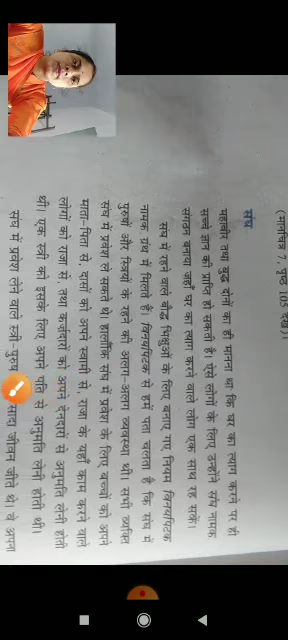 (मानचित्र 7, पृष्ठ 105 देखें))
संघ
महावीर तथा बुद्ध दोनों का ही मानना था कि घर का त्याग करने पर ही
सच्चे ज्ञान की प्राप्ति हो सकती है। ऐसे लोगों के लिए उन्होंने संघ नामक
संगठन बनाया जहाँ घर का त्याग करने वाले लोग एक साथ रह सकें।
संघ में रहने वाले बौद्ध भिक्षुओं के लिए बनाए गए नियम विनयपिटक
नामक ग्रंथ में मिलते हैं। विनयपिटक से हमें पता चलता है कि संघ में
पुरुषों और स्त्रियों के रहने की अलग-अलग व्यवस्था थी। सभी व्यक्ति
संघ में प्रवेश ले सकते थे। हालाँकि संघ में प्रवेश के लिए बच्चों को अपने
माता-पिता से, दासों को अपने स्वामी से, राजा के यहाँ काम करने वाले
लोगों को राजा से, तथा कर्ज़दारों को अपने देनदारों से अनुमति लेनी होती
थी। एक स्त्री को इसके लिए अपने पति से अनुमति लेनी होती थी।
संघ में प्रवेश लेने वाले स्त्री-पुरुष सादा जीवन जीते थे। वे अपना